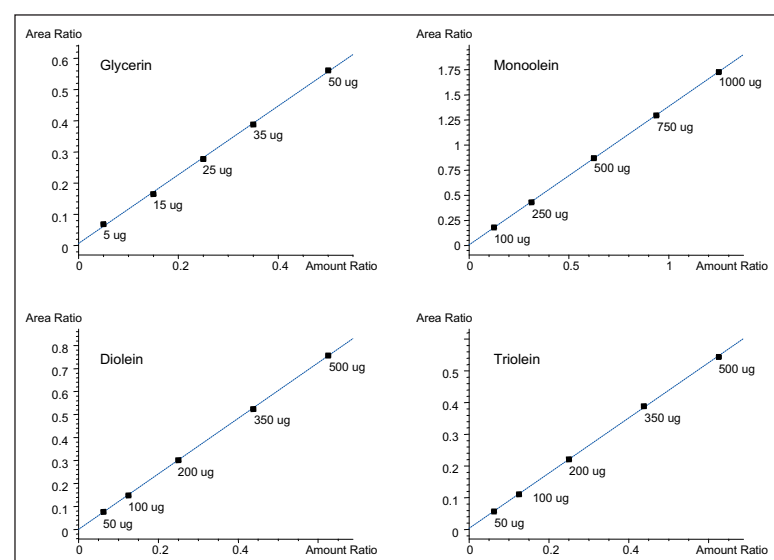 Area Ratio
Glycerin
0.6
0.5
0.4
0.3
0.2
0.1
0
50 ug
35 ug
25 ug
15 ug
5 ug
0
0.2
0.4
Amount Ratio
Area Ratio
Monoolein
1.75
1.5
1.25
1
0.75
0.5
0.25
0
1000 ug
750 ug
500 ug
250 ug
100 ug
0
0.5
1
Amount Ratio
Area Ratio
Diolein
0.8
0.7
0.6
0.5
0.4
0.3
0.2
0.1
0
500 ug
350 ug
200 ug
100 ug
50 ug
0
0.2
0.4
Amount Ratio
Area Ratio
Triolein
0.5
0.4
0.3
0.2
0.1
0
500 ug
350 ug
200 ug
100 ug
50 ug
0
0.2
0.4
Amount Ratio